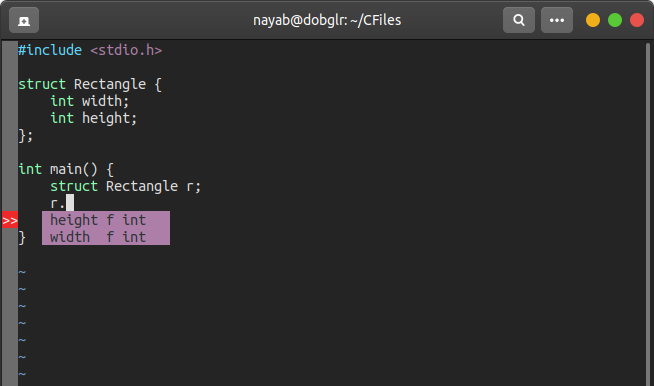 nayab@dobglr: ~/CFiles
#include <stdio.h>
struct Rectangle {
    int width;
    int height;
};
int main() {
    struct Rectangle r;
    r.
>>  height f int
}   width  f int
~
~
~
~
~
~
~